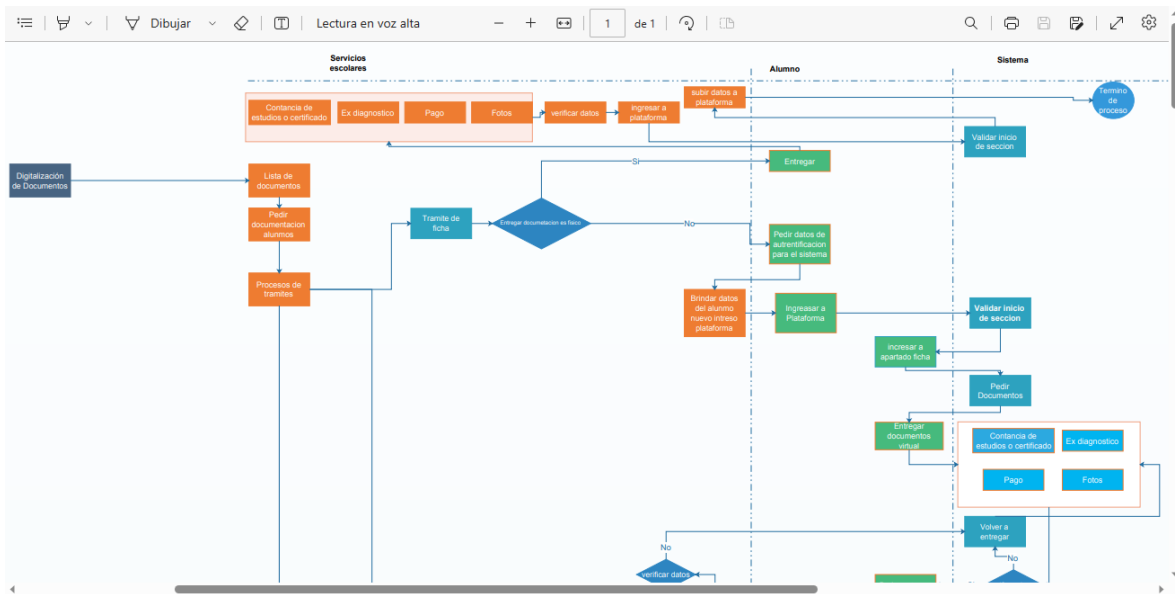 Dibujar
Lectura en voz alta
1
de 1
Servicios
escolares
Alumno
Sistema
Contancia de
estudios o certificado
Ex diagnostico
Pago
Fotos
verificar datos
ingresar a
plataforma
subir datos a
plataforma
Termino
de
proceso
Validar inicio
de seccion
Digitalización
de Documentos
Lista de
documentos
Si
Entregar
Pedir
documentacion
alunmos
Tramite de
ficha
Entregar documetacion es fisico
No
Pedir datos de
autrentificacion
para el sistema
Procesos de
tramites
Brindar datos
del alunmo
nuevo intreso
plataforma
Ingreasar a
Plataforma
Validar inicio
de seccion
incresar a
apartado ficha
Pedir
Documentos
Entregar
documentos
virtual
Contancia de
estudios o certificado
Ex diagnostico
Pago
Fotos
Volver a
entregar
No
No
verificar datos